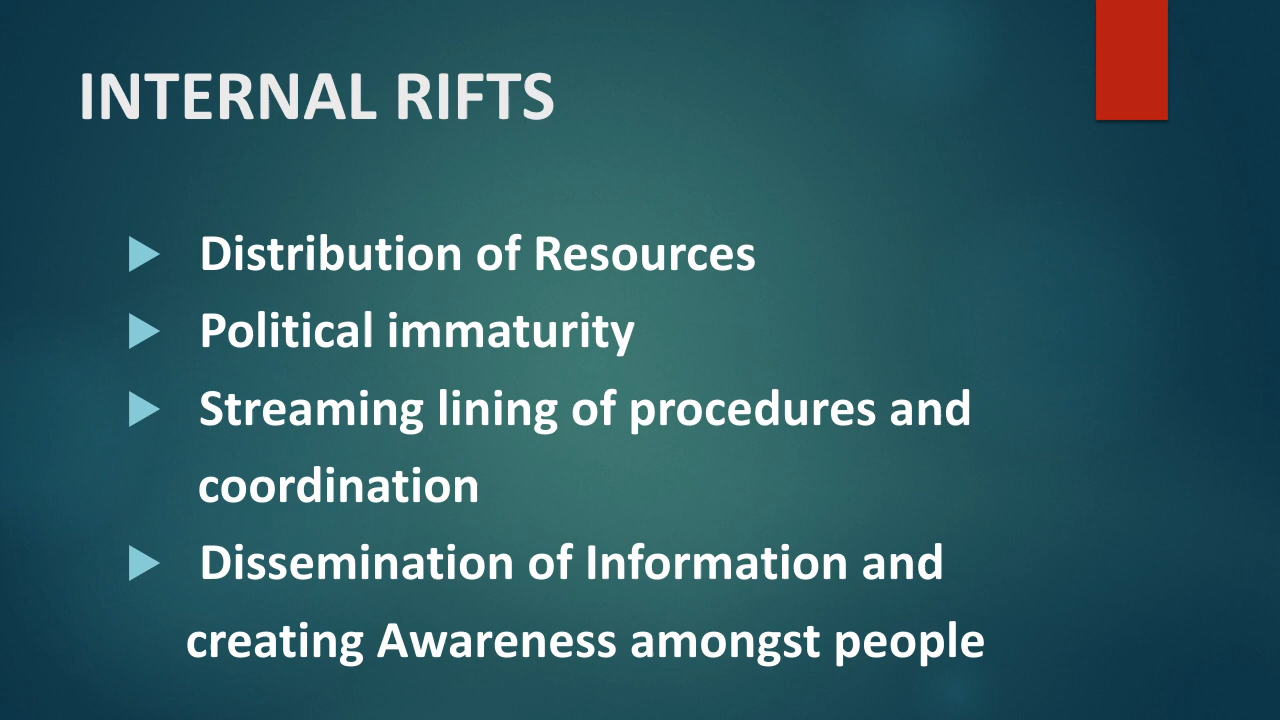 INTERNAL RIFTS
Distribution of Resources
Political immaturity
Streaming lining of procedures and
coordination
Dissemination of Information and
creating Awareness amongst people